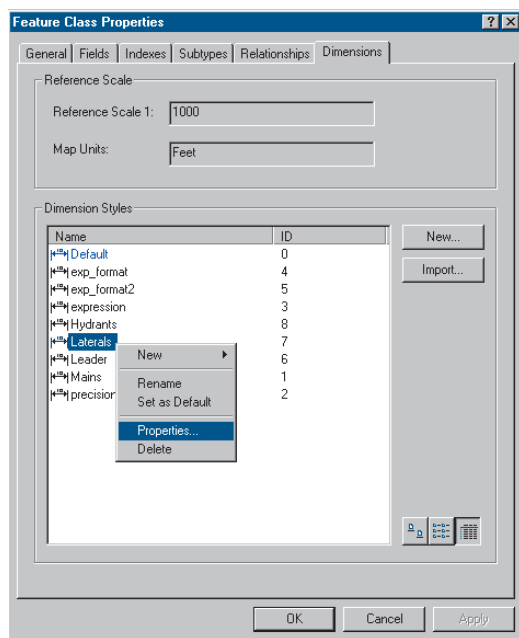 Feature Class Properties
General Fields Indexes Subtypes Relationships Dimensions
Reference Scale
Reference Scale 1: 1000
Map Units: Feet
Dimension Styles
Name ID
Default 0
exp_format 4
exp_format2 5
expression 3
Hydrants 8
Laterals 7
Leader 6
Mains 1
precision 2
New...
Import...
New
Rename
Set as Default
Properties...
Delete
OK Cancel Apply